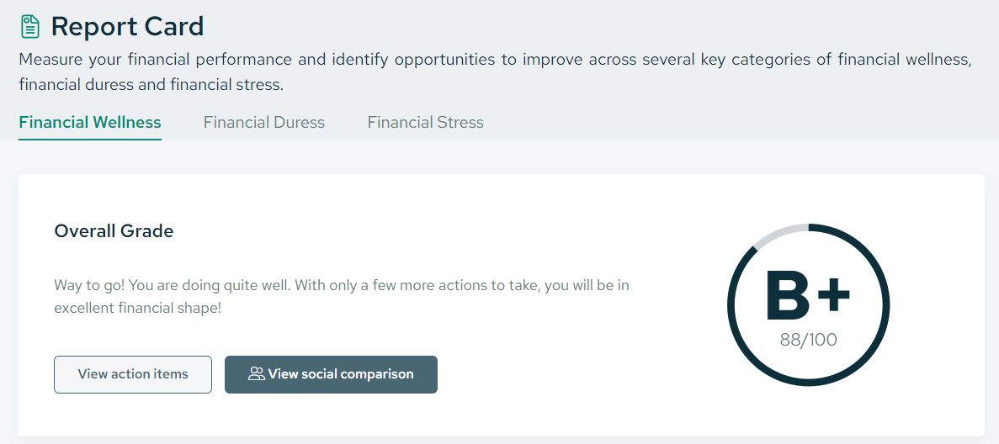 Report Card
Measure your financial performance and identify opportunities to improve across several key categories of financial wellness,
financial duress and financial stress.
Financial Wellness Financial Duress Financial Stress
Overall Grade
Way to go! You are doing quite well. With only a few more actions to take, you will be in
excellent financial shape!
View action items View social comparison
B+
88/100